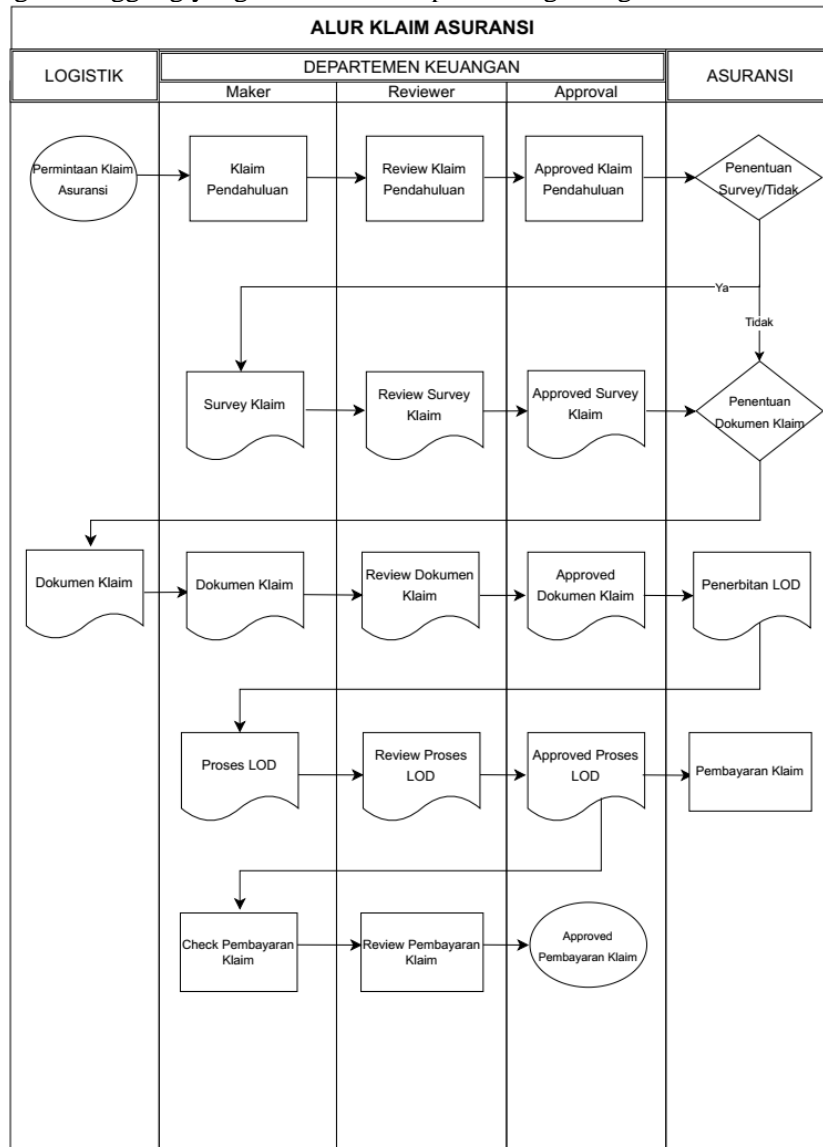 ALUR KLAIM ASURANSI
LOGISTIK
DEPARTEMEN KEUANGAN
ASURANSI
Maker
Reviewer
Approval
Permintaan Klaim
Asuransi
Klaim
Pendahuluan
Review Klaim
Pendahuluan
Approved Klaim
Pendahuluan
Penentuan
Survey/Tidak
Ya
Tidak
Survey Klaim
Review Survey
Klaim
Approved Survey
Klaim
Penentuan
Dokumen Klaim
Dokumen Klaim
Dokumen Klaim
Review Dokumen
Klaim
Approved
Dokumen Klaim
Penerbitan LOD
Proses LOD
Review Proses
LOD
Approved Proses
LOD
Pembayaran Klaim
Check Pembayaran
Klaim
Review Pembayaran
Klaim
Approved
Pembayaran Klaim